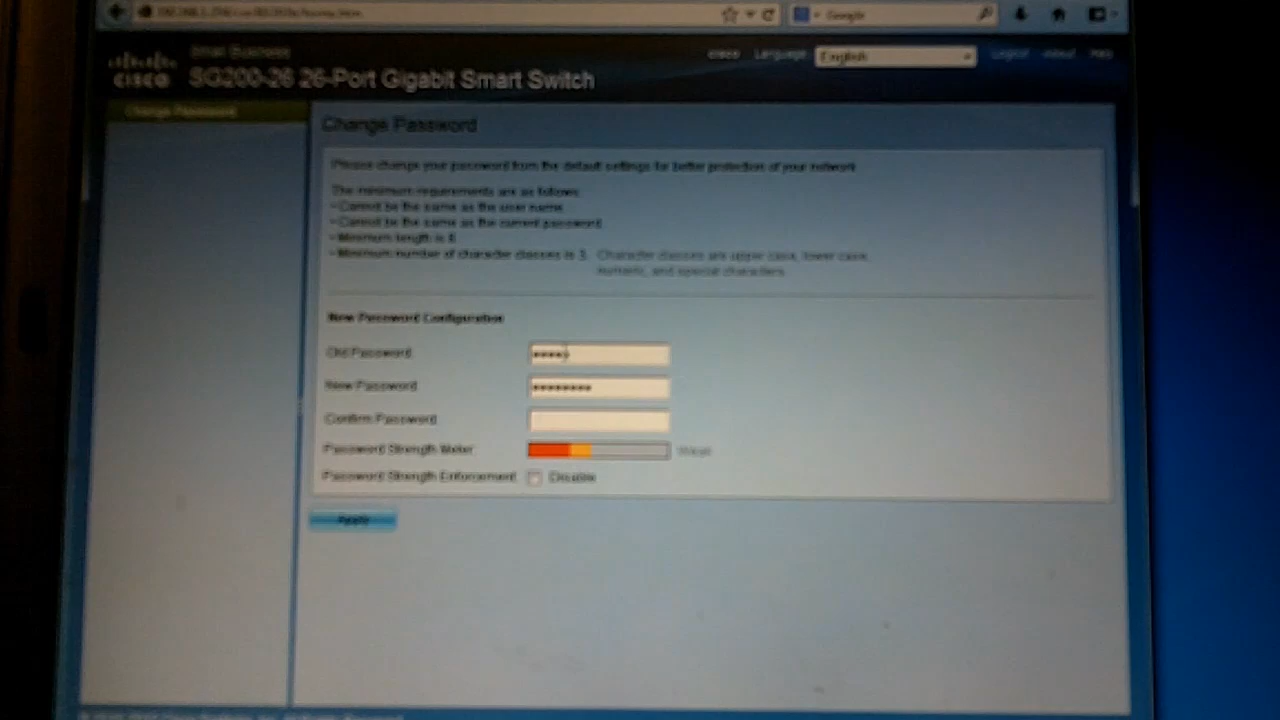 Google
Small Business
cisco Language English Logout About Help
CISCO SG200-26 26-Port Gigabit Smart Switch
Change Password
Change Password
Please change your password from the default settings for better protection of your network
The minimum requirements are as follows:
- Cannot be the same as the user name
- Cannot be the same as the current password
- Minimum length is 8
- Minimum number of character classes is 3. Character classes are upper case, lower case,
numeric, and special characters.
New Password Configuration
Old Password
New Password
Confirm Password
Password Strength Meter Weak
Password Strength Enforcement Disable
Apply